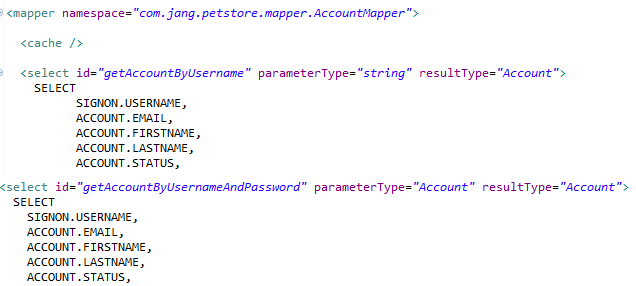 <mapper namespace="com.jang.petstore.mapper.AccountMapper">
<cache />
<select id="getAccountByUsername" parameterType="string" resultType="Account">
SELECT
SIGNON.USERNAME,
ACCOUNT.EMAIL,
ACCOUNT.FIRSTNAME,
ACCOUNT.LASTNAME,
ACCOUNT.STATUS,
<select id="getAccountByUsernameAndPassword" parameterType="Account" resultType="Account">
SELECT
SIGNON.USERNAME,
ACCOUNT.EMAIL,
ACCOUNT.FIRSTNAME,
ACCOUNT.LASTNAME,
ACCOUNT.STATUS,